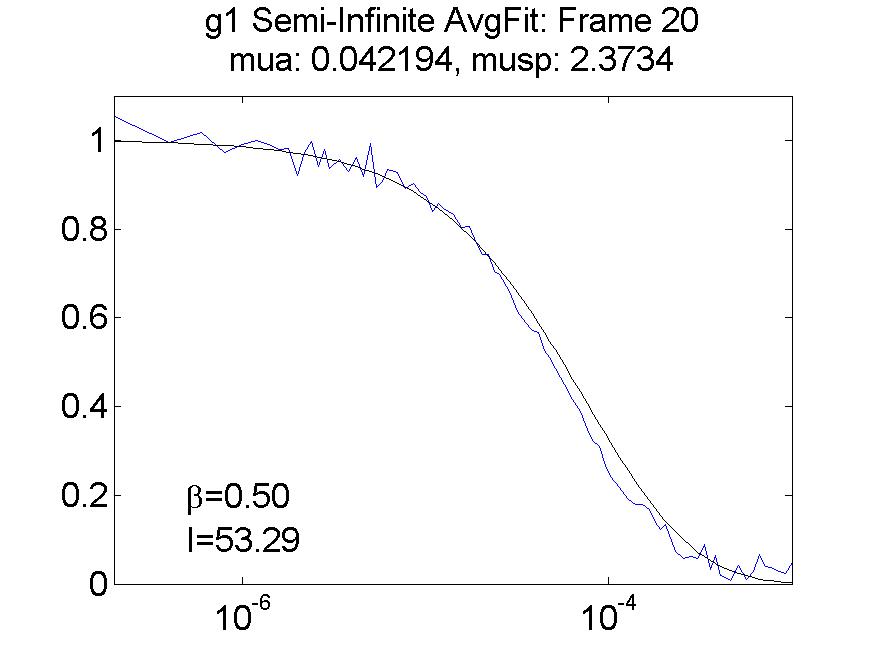 g1 Semi-Infinite AvgFit: Frame 20
mua: 0.042194, musp: 2.3734
1
0.8
0.6
0.4
0.2
0
β=0.50
I=53.29
10^-6
10^-4